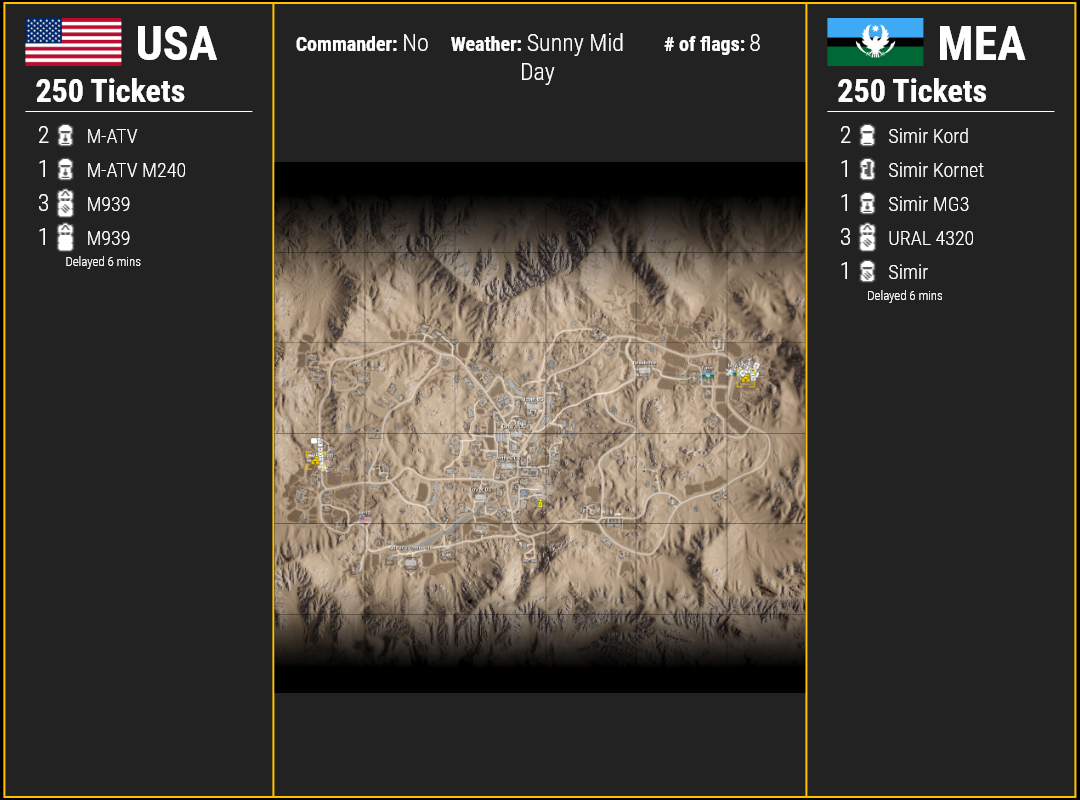 USA
250 Tickets
2 M-ATV
1 M-ATV M240
3 M939
1 M939
Delayed 6 mins
Commander: No Weather: Sunny Mid # of flags: 8
Day
MEA
250 Tickets
2 Simir Kord
1 Simir Kornet
1 Simir MG3
3 URAL 4320
1 Simir
Delayed 6 mins